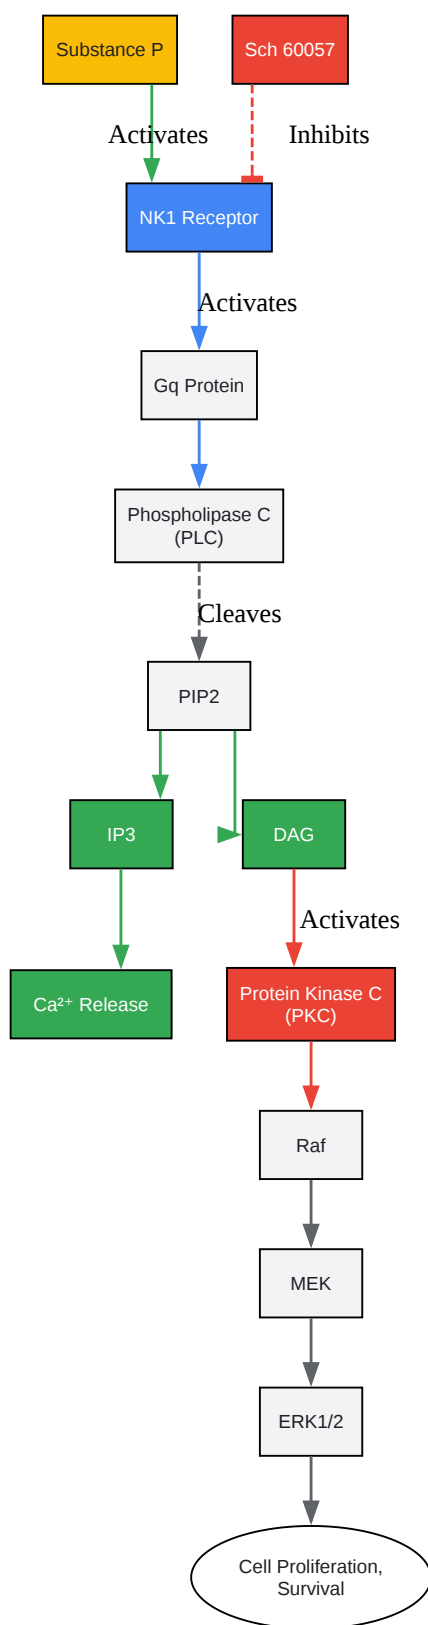 Substance P
Sch 60057
Activates
Inhibits
NK1 Receptor
Activates
Gq Protein
Phospholipase C
(PLC)
Cleaves
PIP2
IP3
DAG
Activates
Ca²⁺ Release
Protein Kinase C
(PKC)
Raf
MEK
ERK1/2
Cell Proliferation,
Survival